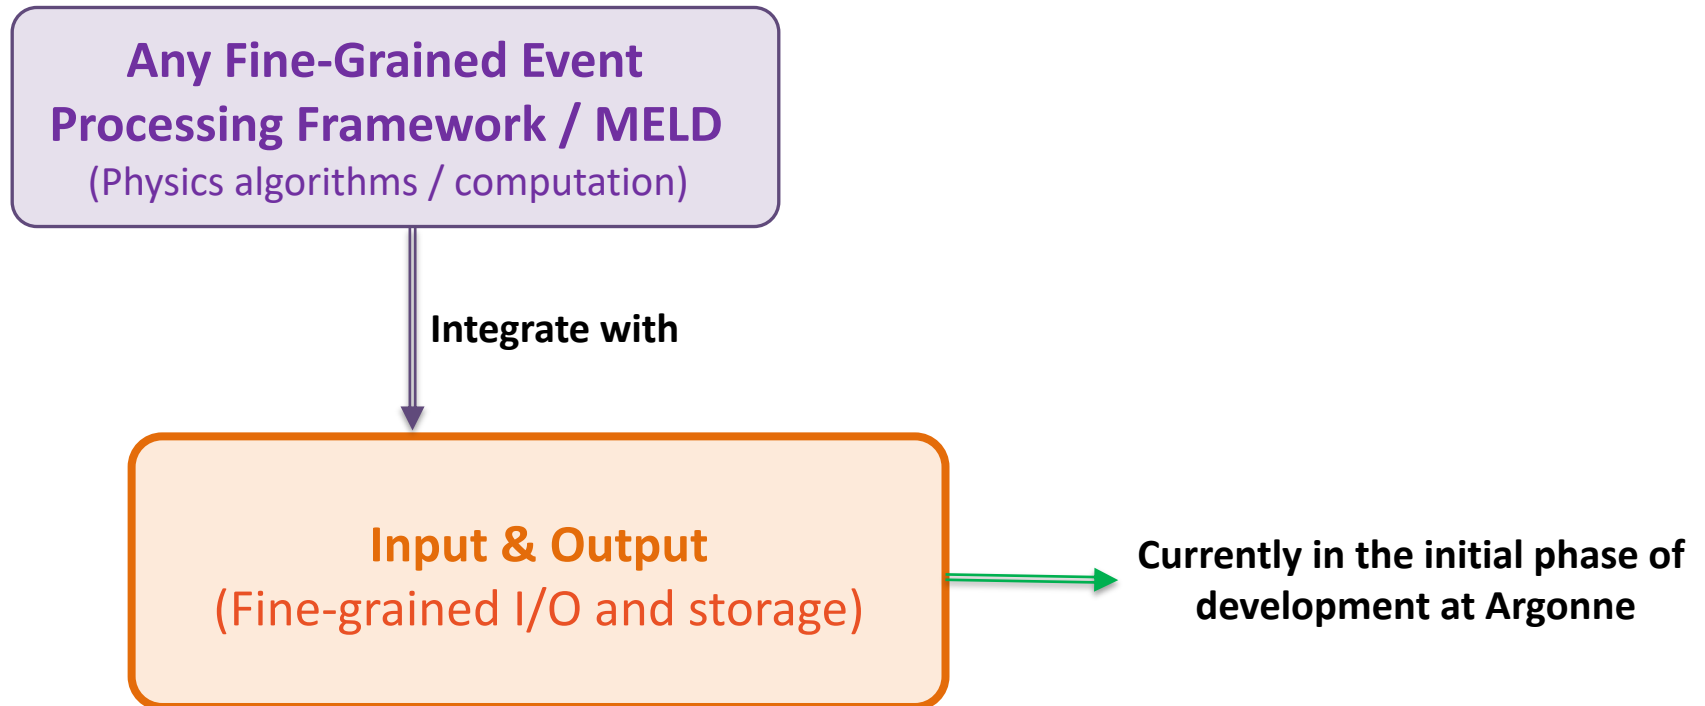 Any Fine-Grained Event
Processing Framework / MELD
(Physics algorithms / computation)
Integrate with
Input & Output
(Fine-grained I/O and storage)
Currently in the initial phase of
development at Argonne